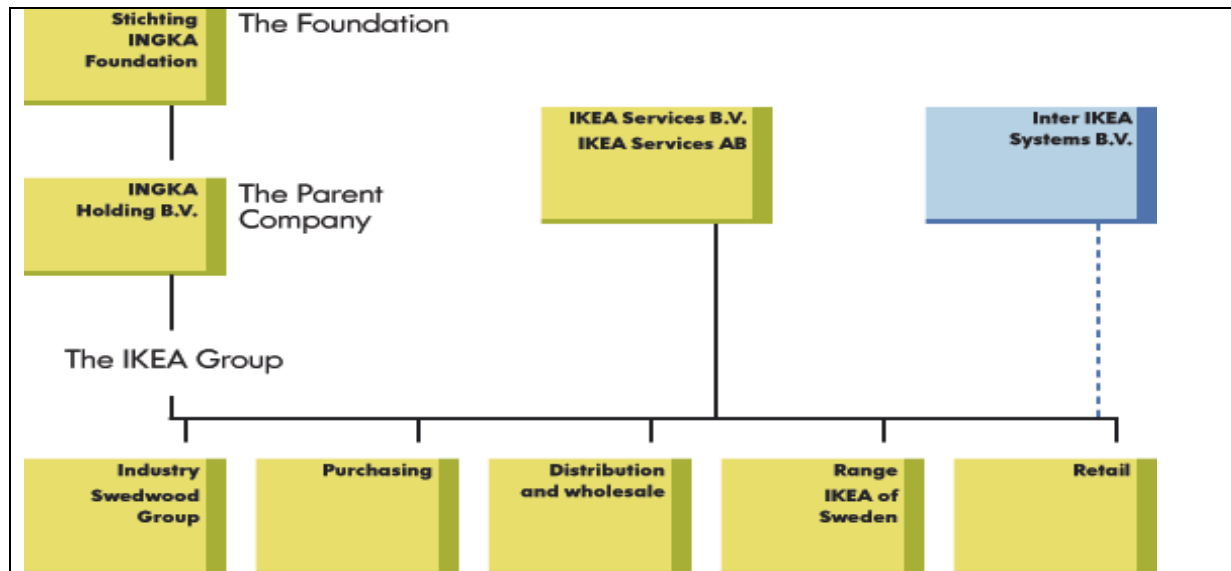 Stichting
INGKA
Foundation
The Foundation
IKEA Services B.V.
IKEA Services AB
Inter IKEA
Systems B.V.
INGKA
Holding B.V.
The Parent
Company
The IKEA Group
Industry
Swedwood
Group
Purchasing
Distribution
and wholesale
Range
IKEA of
Sweden
Retail